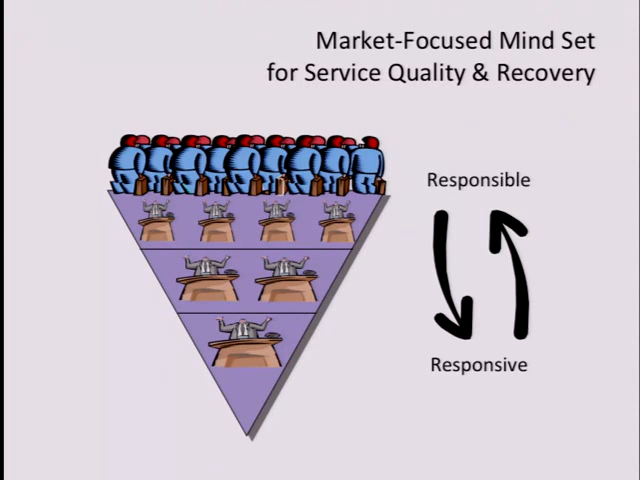 Market-Focused Mind Set
for Service Quality & Recovery
Responsible
Responsive